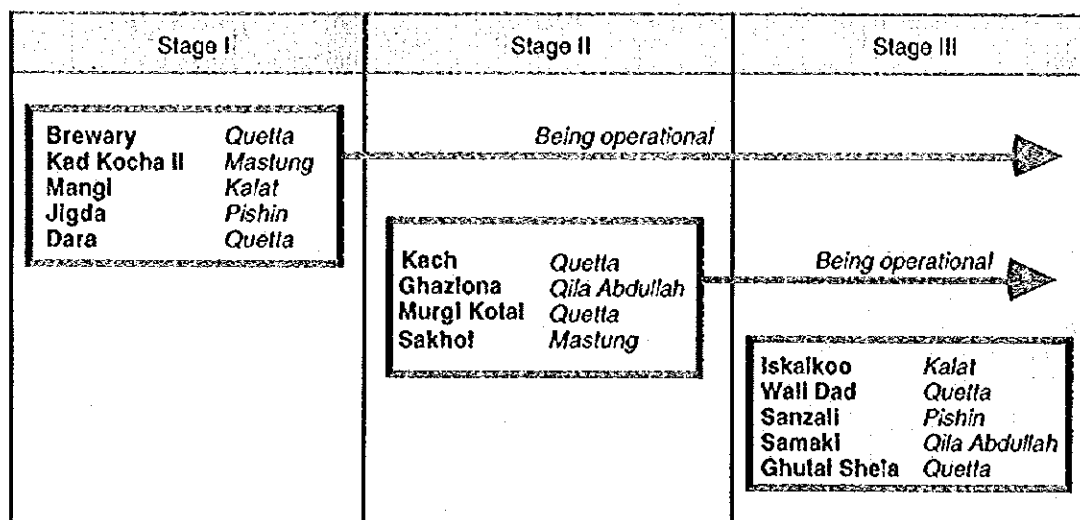 Stage I Stage II Stage III
Brewary Quetta
Kad Kocha II Mastung
Mangi Kalat
Jigda Pishin
Dara Quetta
Being operational
Kach Quetta
Ghaziona Qila Abdullah
Murgi Kotal Quetta
Sakhol Mastung
Being operational
Iskalkoo Kalat
Wali Dad Quetta
Sanzali Pishin
Samaki Qila Abdullah
Ghutai Shela Quetta